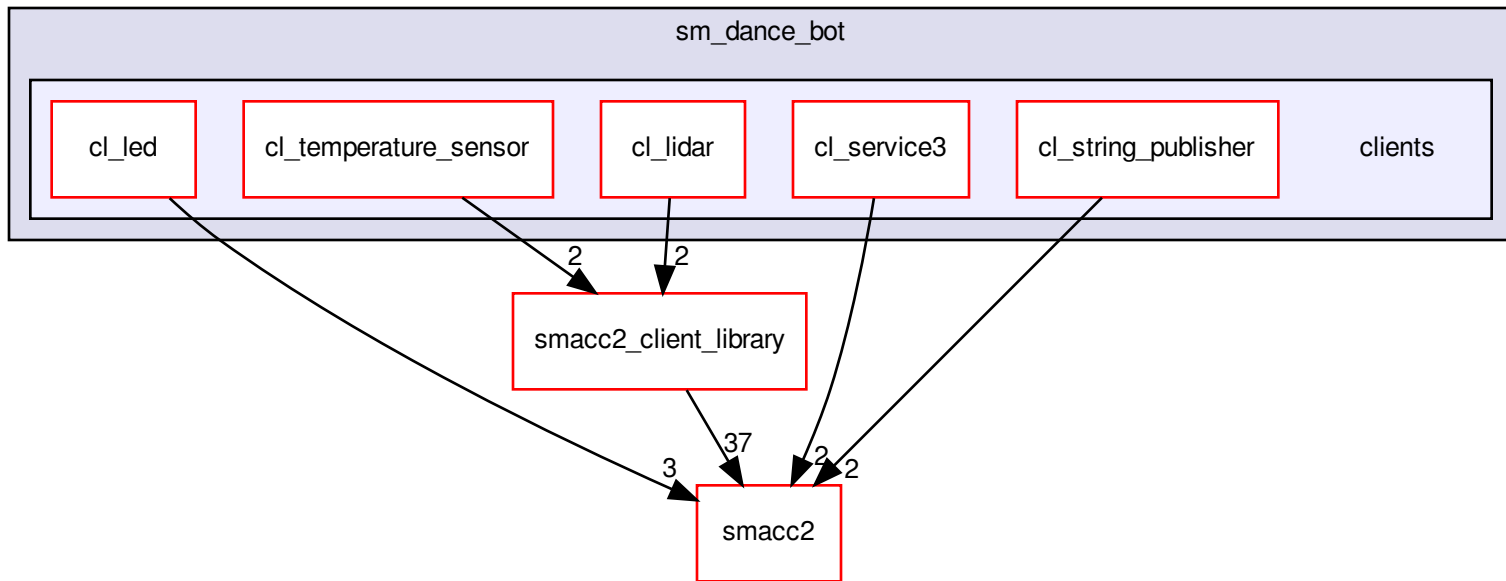 sm_dance_bot
cl_led
cl_temperature_sensor
cl_lidar
cl_service3
cl_string_publisher
clients
2
2
smacc2_client_library
37
3
2
2
smacc2